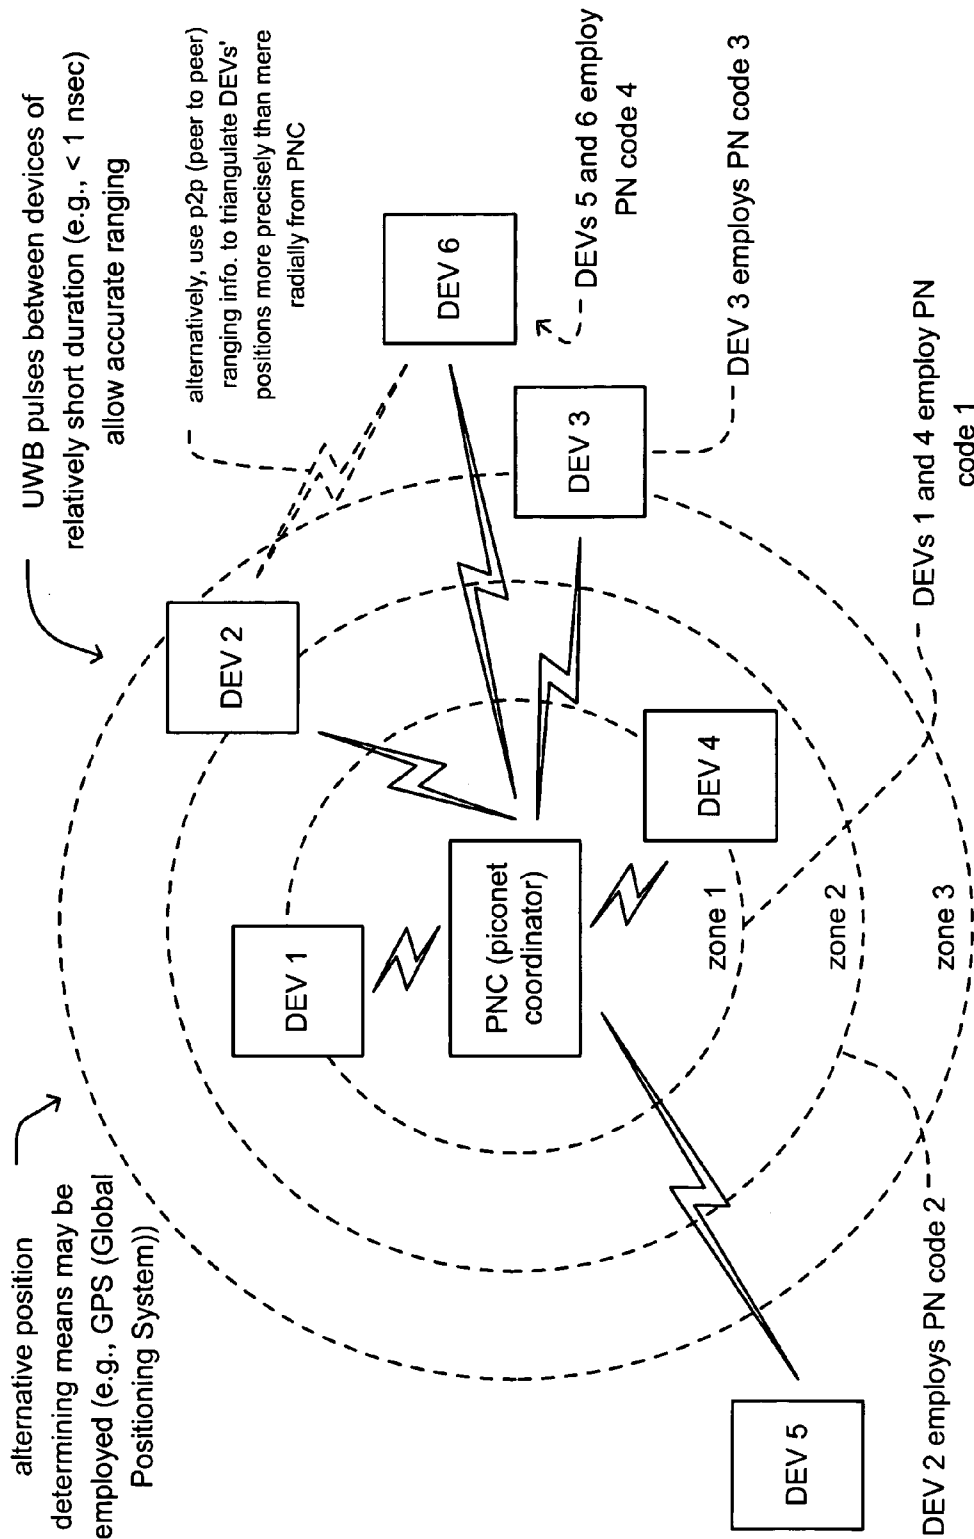 alternative position
determining means may be
employed (e.g., GPS (Global
Positioning System))
UWB pulses between devices of
relatively short duration (e.g., < 1 nsec)
allow accurate ranging
alternatively, use p2p (peer to peer)
ranging info. to triangulate DEVs'
positions more precisely than mere
radially from PNC
DEV 1
DEV 2
DEV 6
PNC (piconet
coordinator)
DEV 3
DEV 4
DEV 5
zone 1
zone 2
zone 3
DEVs 5 and 6 employ
PN code 4
DEV 3 employs PN code 3
DEVs 1 and 4 employ PN
code 1
DEV 2 employs PN code 2